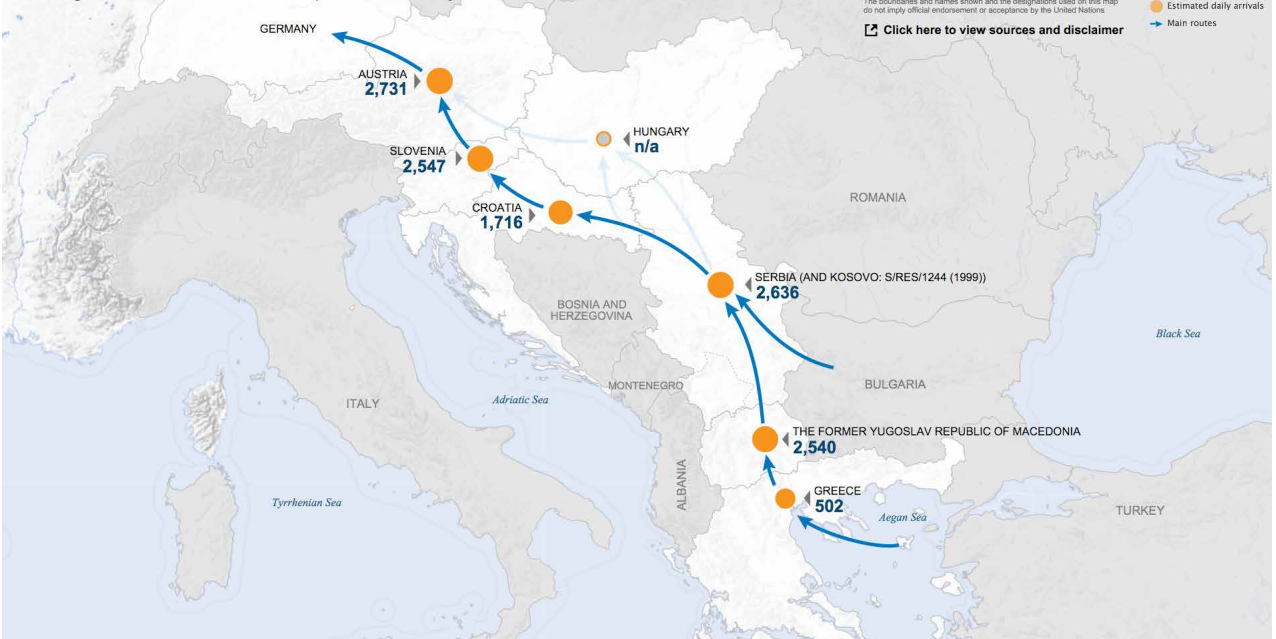 The boundaries and names shown and the designations used on this map
do not imply official endorsement or acceptance by the United Nations
Click here to view sources and disclaimer
Estimated daily arrivals
Main routes
GERMANY
AUSTRIA
2,731
HUNGARY
n/a
SLOVENIA
2,547
CROATIA
1,716
ROMANIA
SERBIA (AND KOSOVO: S/RES/1244 (1999))
2,636
BOSNIA AND
HERZEGOVINA
Black Sea
MONTENEGRO
BULGARIA
ITALY
Adriatic Sea
THE FORMER YUGOSLAV REPUBLIC OF MACEDONIA
2,540
ALBANIA
GREECE
502
Tyrrhenian Sea
Aegan Sea
TURKEY